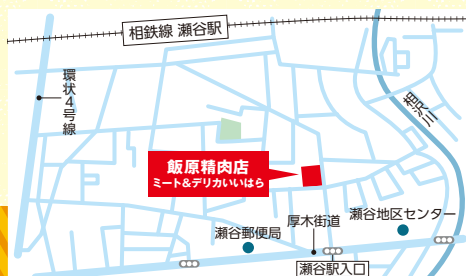 相鉄線 瀬谷駅
環状4号線
相沢川
飯原精肉店
ミート&デリカいいはら
瀬谷地区センター
厚木街道
瀬谷郵便局
瀬谷駅入口